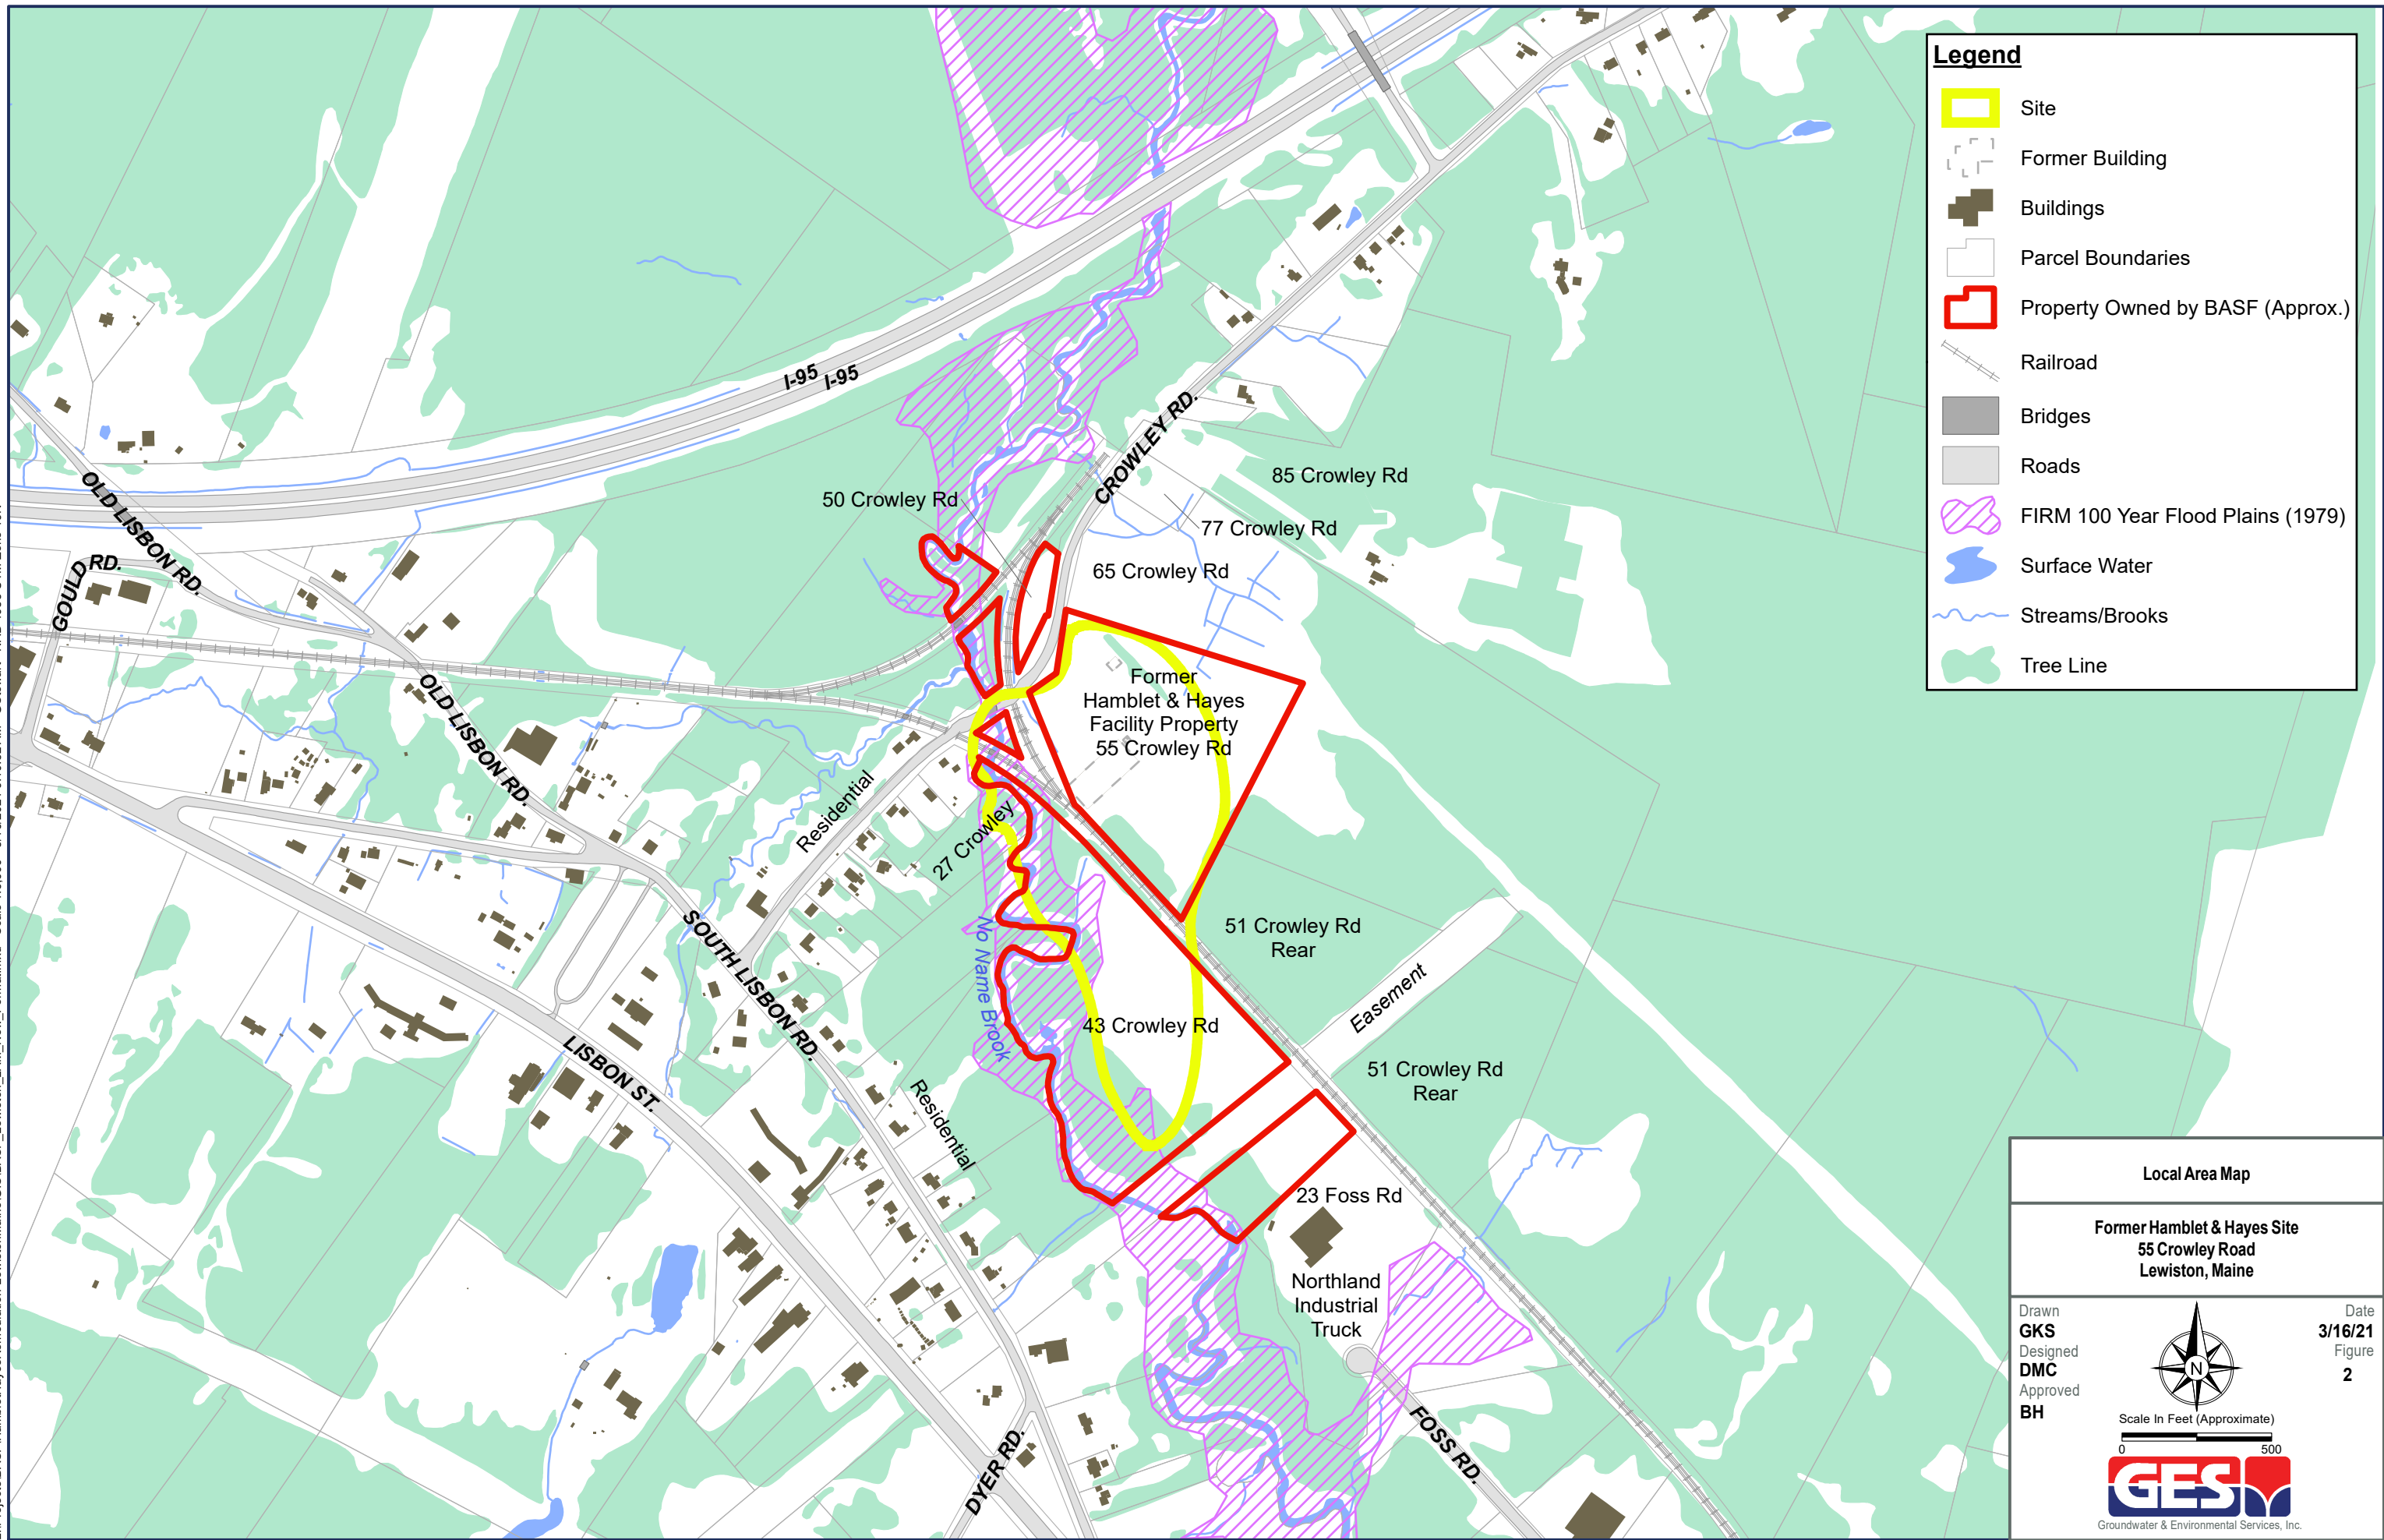 Legend
Site
Former Building
Buildings
Parcel Boundaries
Property Owned by BASF (Approx.)
Railroad
Bridges
Roads
FIRM 100 Year Flood Plains (1979)
Surface Water
Streams/Brooks
Tree Line
I-95
I-95
CROWLEY RD.
85 Crowley Rd
50 Crowley Rd
77 Crowley Rd
65 Crowley Rd
OLD LISBON RD.
GOULD RD.
OLD LISBON RD.
Former
Hamblet & Hayes
Facility Property
55 Crowley Rd
Residential
27 Crowley
51 Crowley Rd
Rear
No Name Brook
SOUTH LISBON RD.
43 Crowley Rd
Easement
51 Crowley Rd
Rear
LISBON ST.
Residential
23 Foss Rd
Northland
Industrial
Truck
FOSS RD.
DYER RD.
Local Area Map
Former Hamblet & Hayes Site
55 Crowley Road
Lewiston, Maine
Drawn
GKS
Designed
DMC
Approved
BH
Date
3/16/21
Figure
2
N
Scale In Feet (Approximate)
0 500
GES
Groundwater & Environmental Services, Inc.